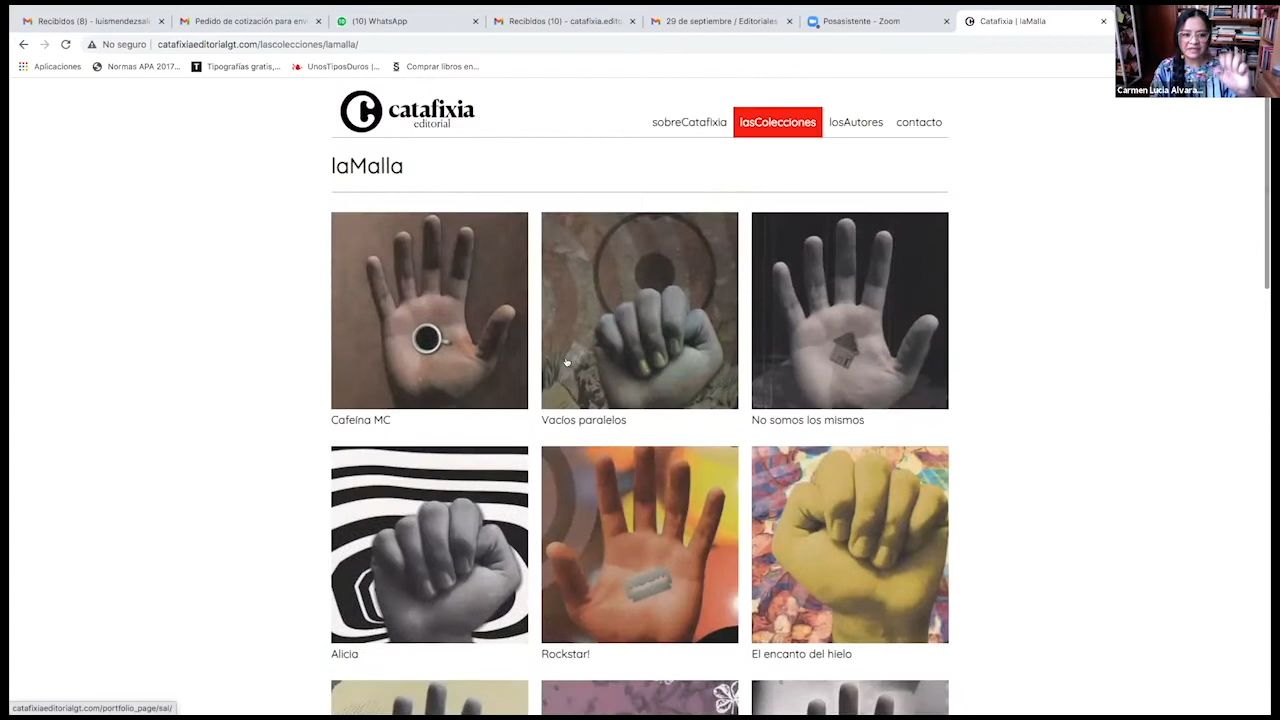 Recibidos (8) - luismendezsali
Pedido de cotización para envi
(10) WhatsApp
Recibidos (10) - catafixia.edito
29 de septiembre / Editoriales
Posasistente - Zoom
Catafixia | laMalla
No seguro
catafixiaeditorialgt.com/lascolecciones/lamalla/
Aplicaciones
Normas APA 2017...
Tipografías gratis,...
UnosTiposDuros |...
Comprar libros en...
Carmen Lucía Alvara...
catafixia
editorial
sobreCatafixia
lasColecciones
losAutores
contacto
laMalla
Cafeína MC
Vacíos paralelos
No somos los mismos
Alicia
Rockstar!
El encanto del hielo
catafixiaeditorialgt.com/portfolio_page/sal/